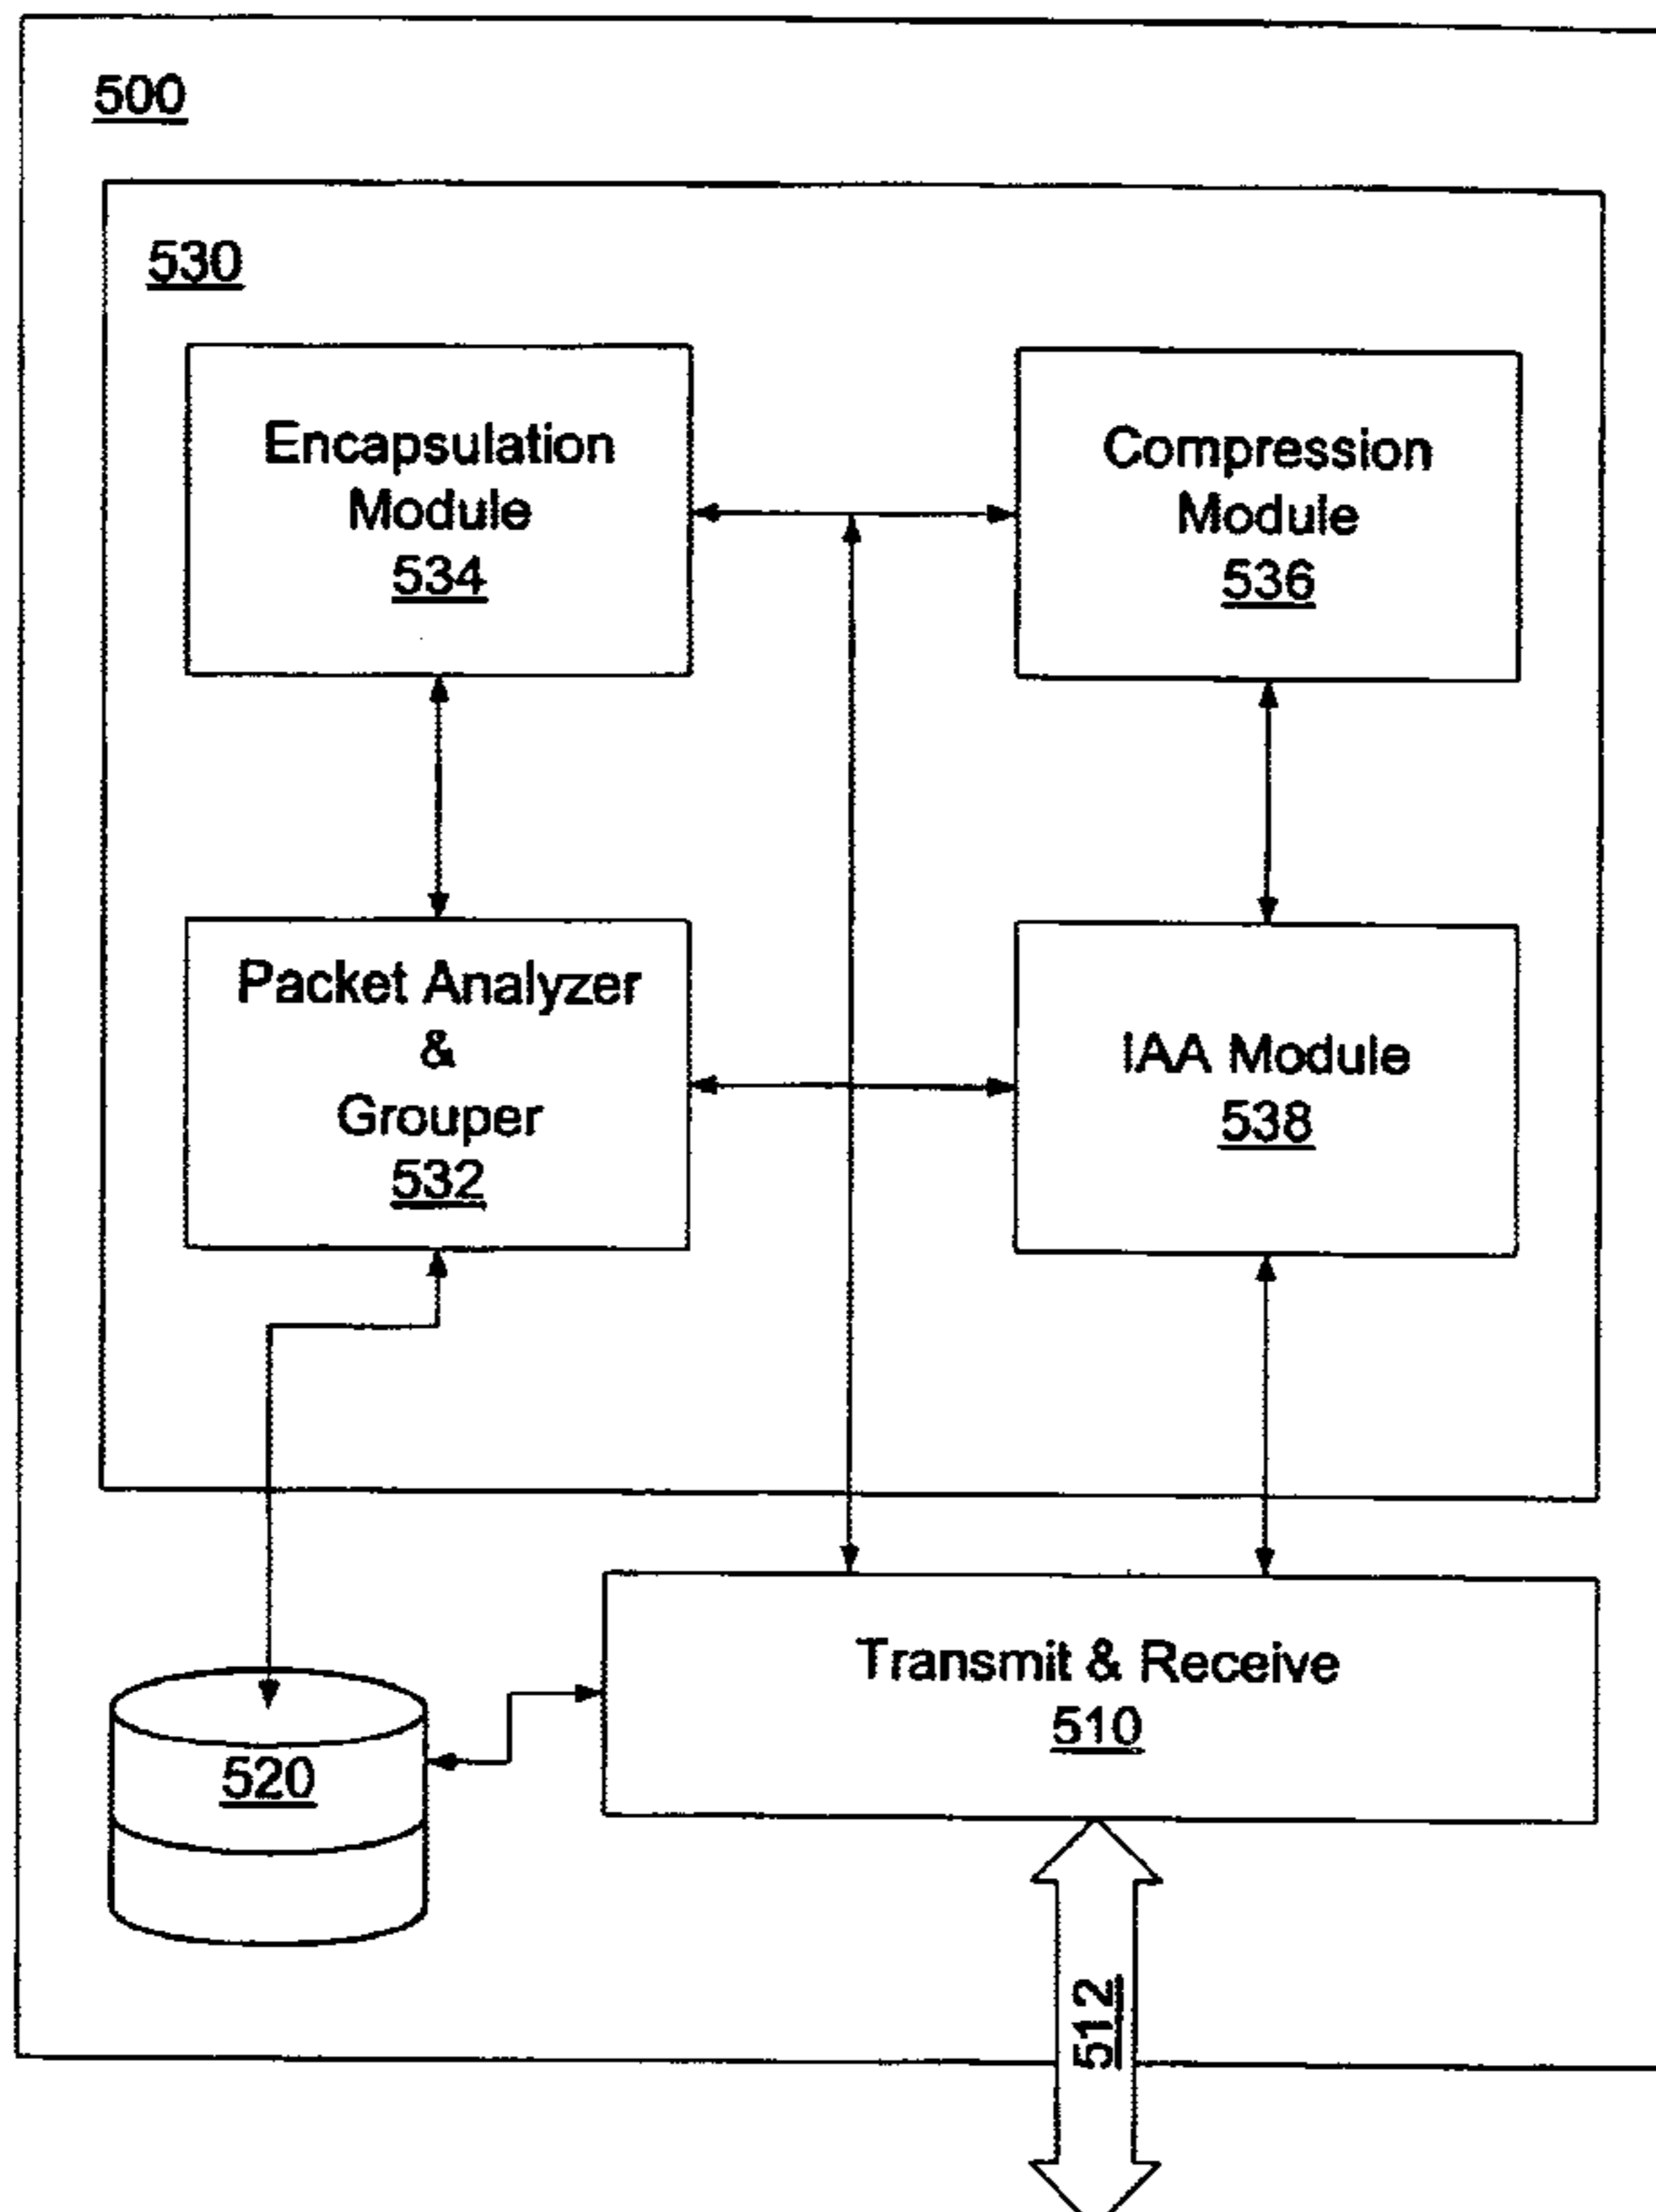 500
530
Encapsulation
Module
534
Compression
Module
536
Packet Analyzer
&
Grouper
532
IAA Module
538
Transmit & Receive
510
520
512